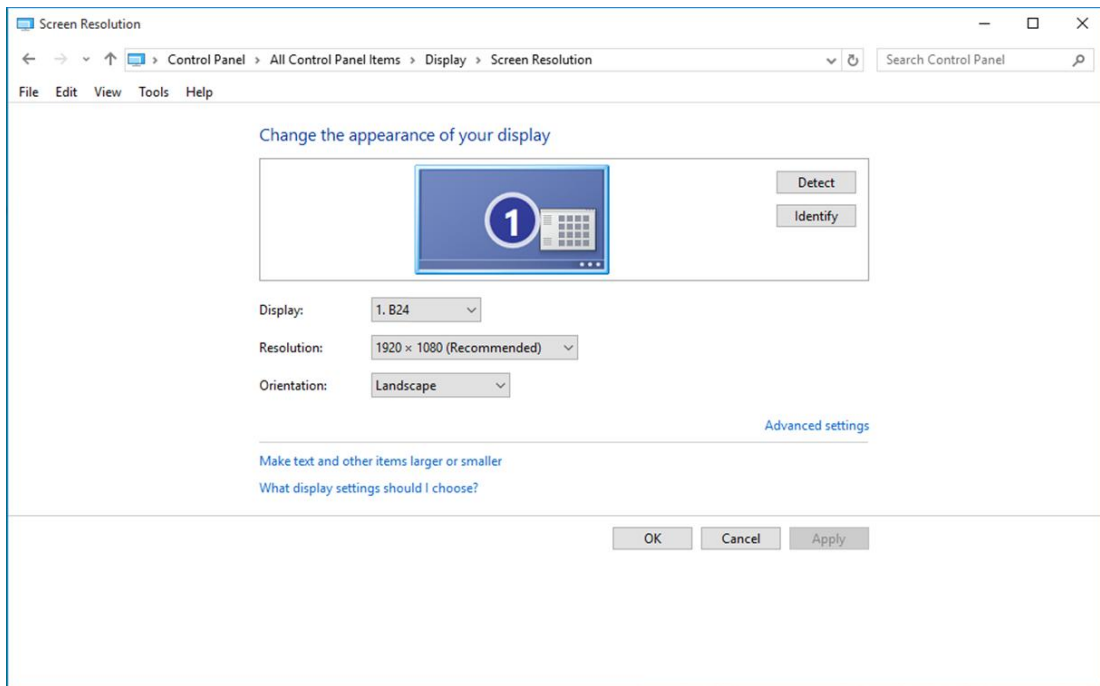 Screen Resolution
Control Panel > All Control Panel Items > Display > Screen Resolution
Search Control Panel
File Edit View Tools Help
Change the appearance of your display
1
Detect
Identify
Display: 1. B24
Resolution: 1920 × 1080 (Recommended)
Orientation: Landscape
Advanced settings
Make text and other items larger or smaller
What display settings should I choose?
OK Cancel Apply